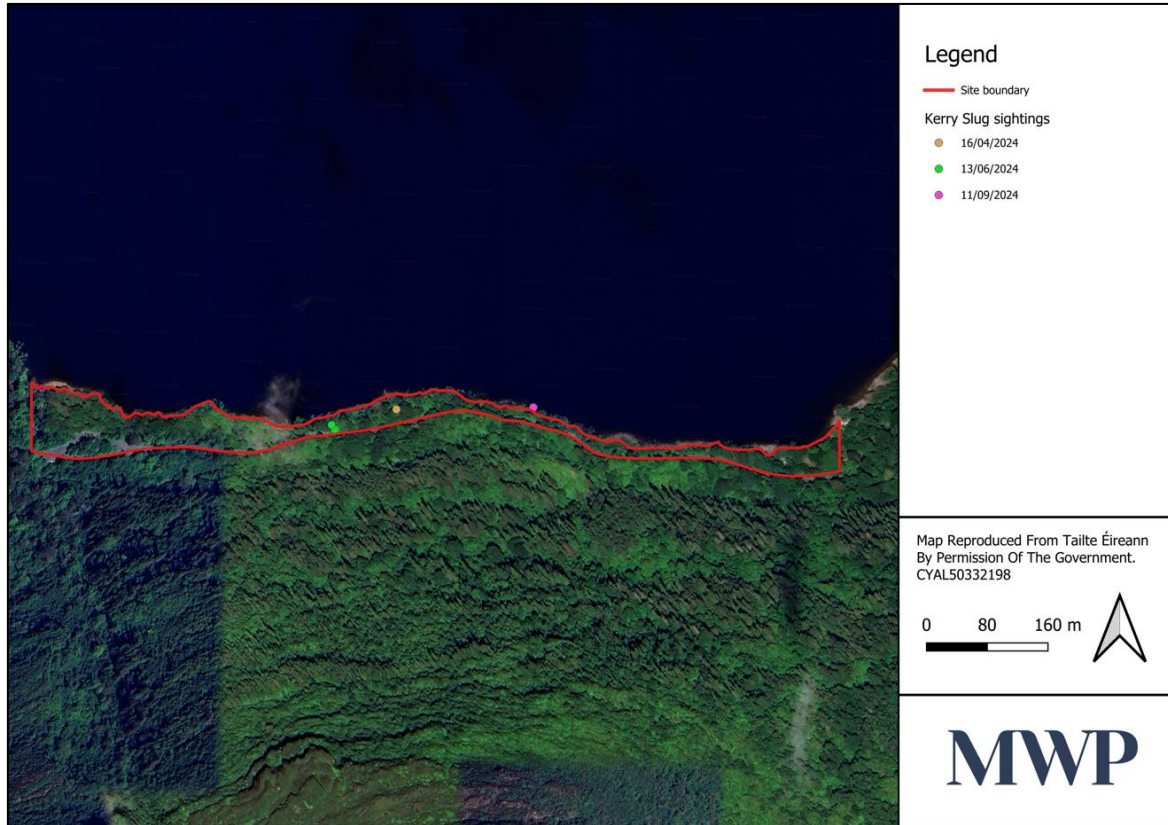 Legend
Site boundary
Kerry Slug sightings
16/04/2024
13/06/2024
11/09/2024
Map Reproduced From Tailte Éireann
By Permission Of The Government.
CYAL50332198
0 80 160 m
MWP